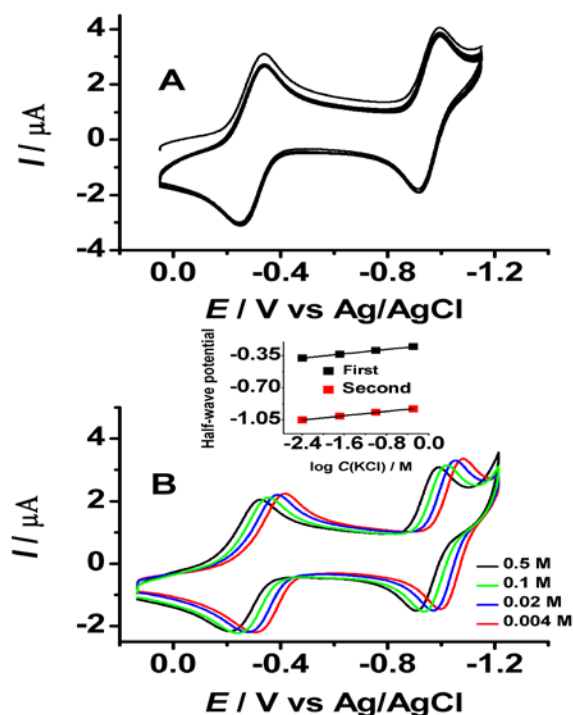 4
2
0
-2
-4
I / μA
A
0.0 -0.4 -0.8 -1.2
E / V vs Ag/AgCl
-0.35
-0.70
-1.05
Half-wave potential
First
Second
-2.4 -1.6 -0.8 0.0
log C(KCl) / M
4
2
0
-2
I / μA
B
0.5 M
0.1 M
0.02 M
0.004 M
0.0 -0.4 -0.8 -1.2
E / V vs Ag/AgCl